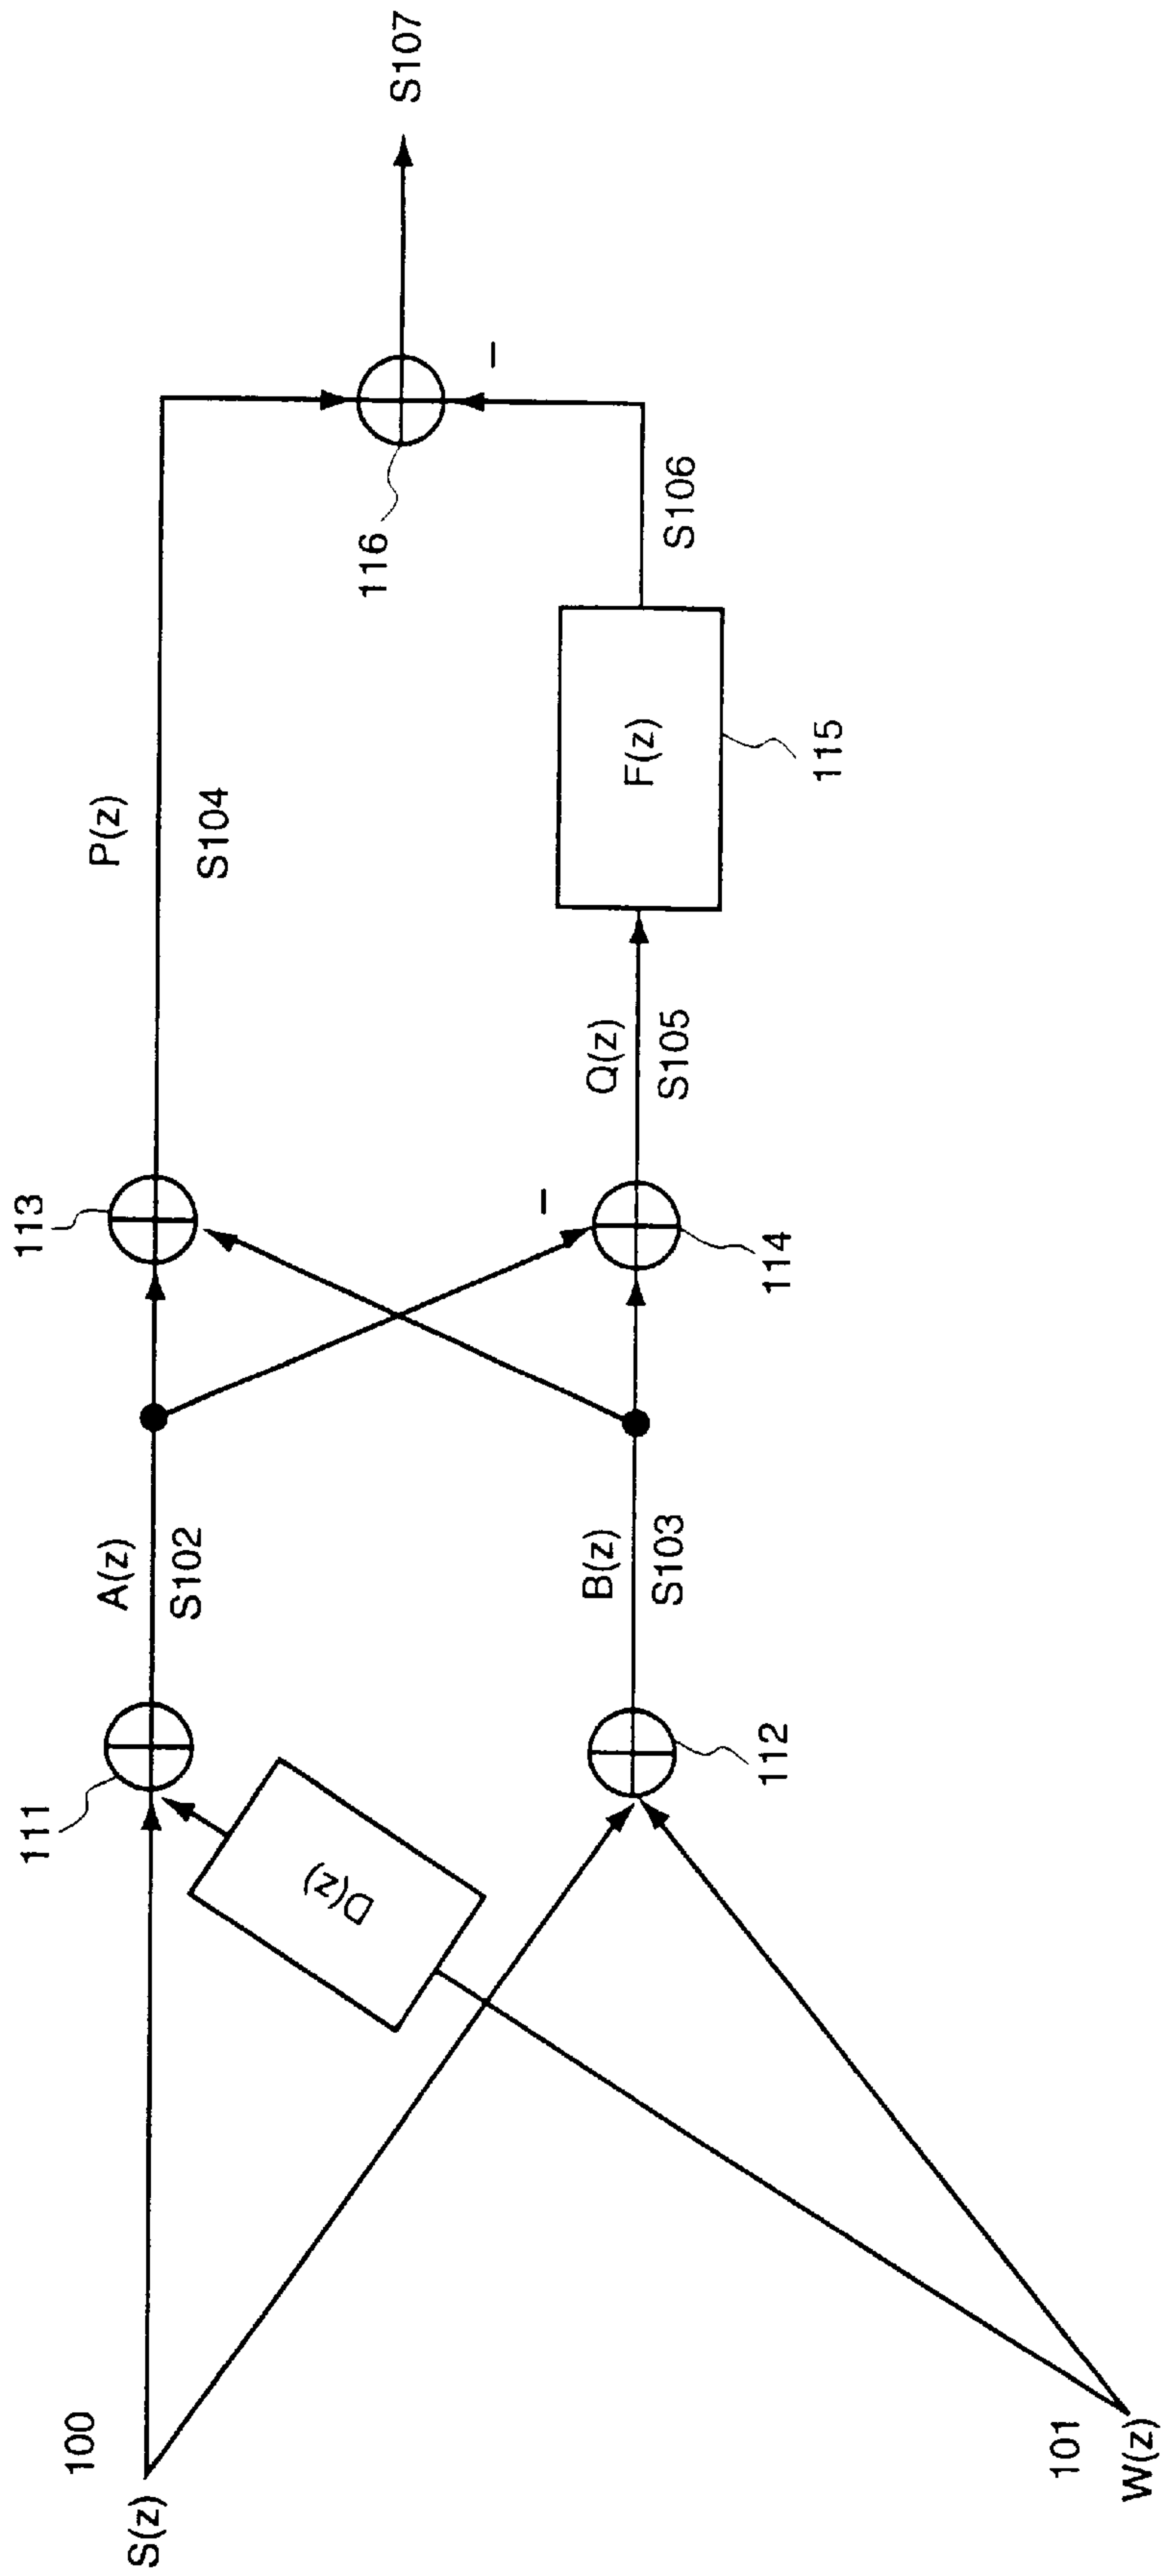 100
S(z)
101
W(z)
111
D(z)
112
A(z)
S102
B(z)
S103
113
−
114
P(z)
S104
Q(z)
S105
F(z)
115
116
−
S106
S107